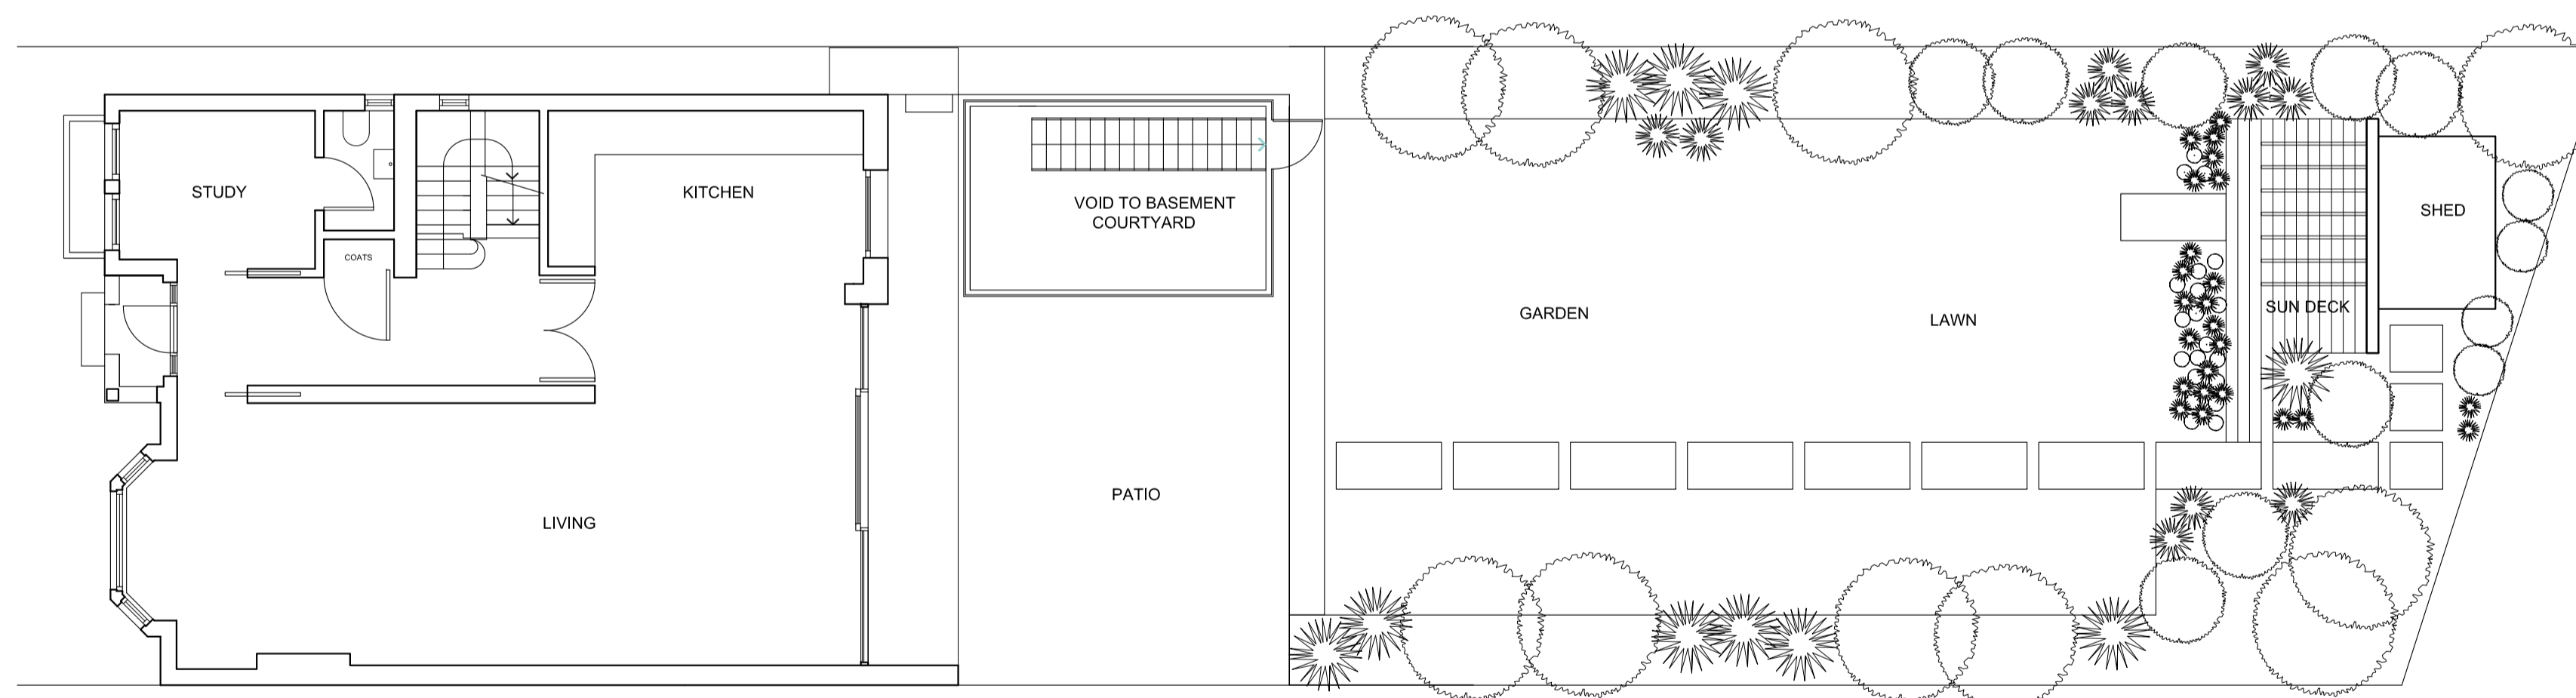 STUDY
COATS
KITCHEN
LIVING
VOID TO BASEMENT
COURTYARD
PATIO
GARDEN
LAWN
SUN DECK
SHED